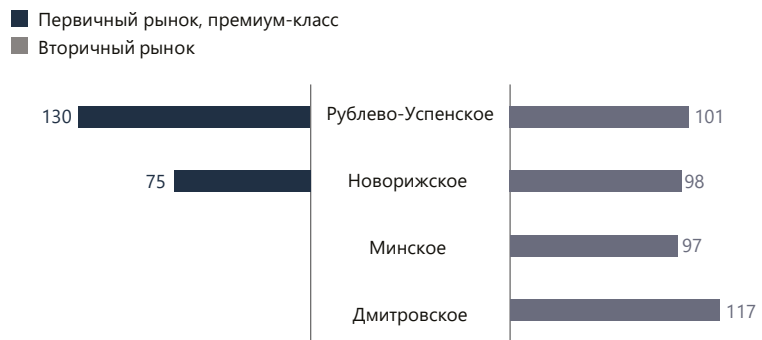 Первичный рынок, премиум-класс
Вторичный рынок
130 Рублево-Успенское 101
75 Новорижское 98
Минское 97
Дмитровское 117